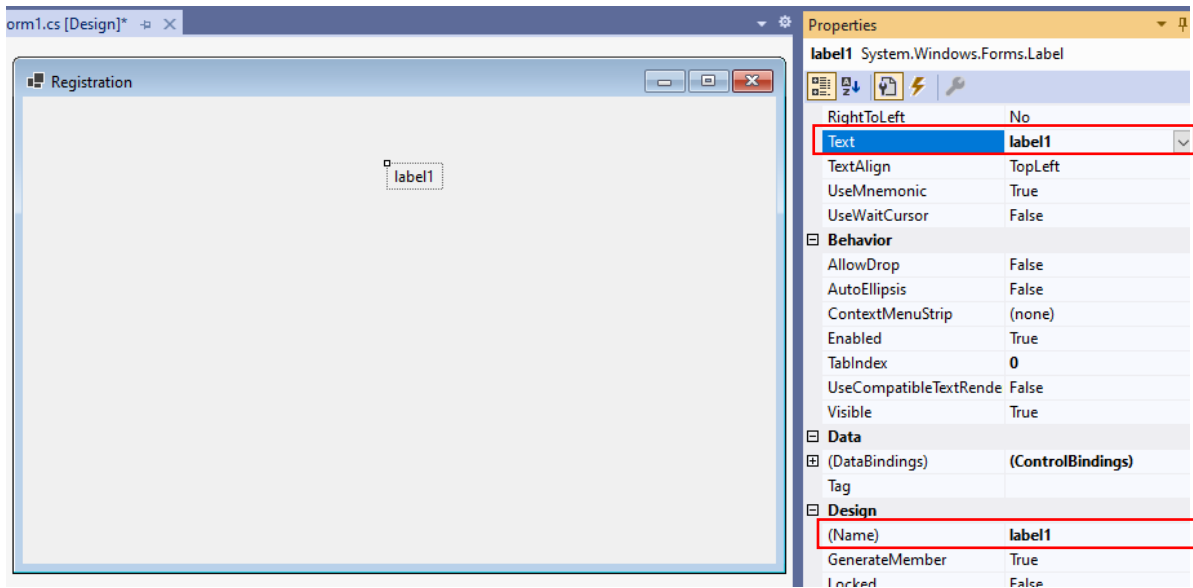 orm1.cs [Design]*
Registration
label1
Properties
label1 System.Windows.Forms.Label
RightToLeft No
Text label1
TextAlign TopLeft
UseMnemonic True
UseWaitCursor False
Behavior
AllowDrop False
AutoEllipsis False
ContextMenuStrip (none)
Enabled True
TabIndex 0
UseCompatibleTextRende False
Visible True
Data
(DataBindings) (ControlBindings)
Tag
Design
(Name) label1
GenerateMember True
Locked False